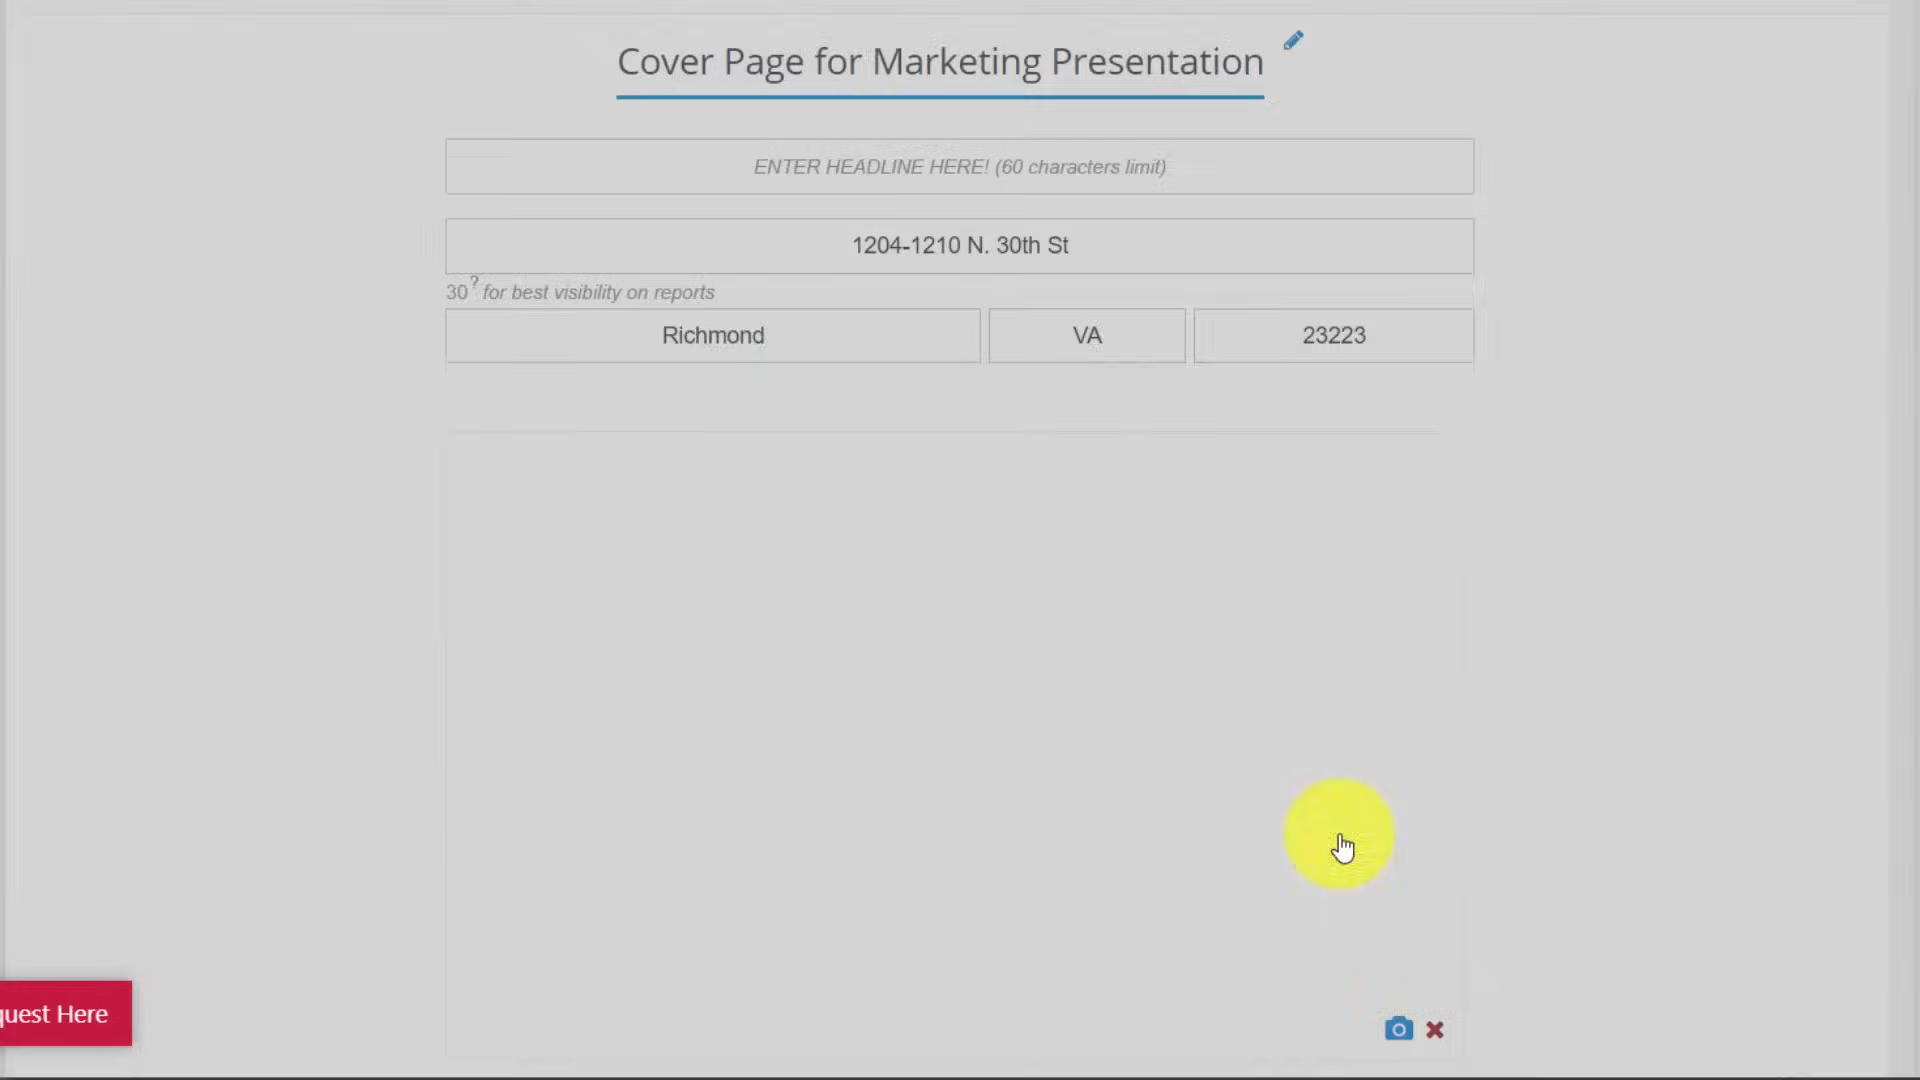 Cover Page for Marketing Presentation
ENTER HEADLINE HERE! (60 characters limit)
1204-1210 N. 30th St
30? for best visibility on reports
Richmond VA 23223
quest Here